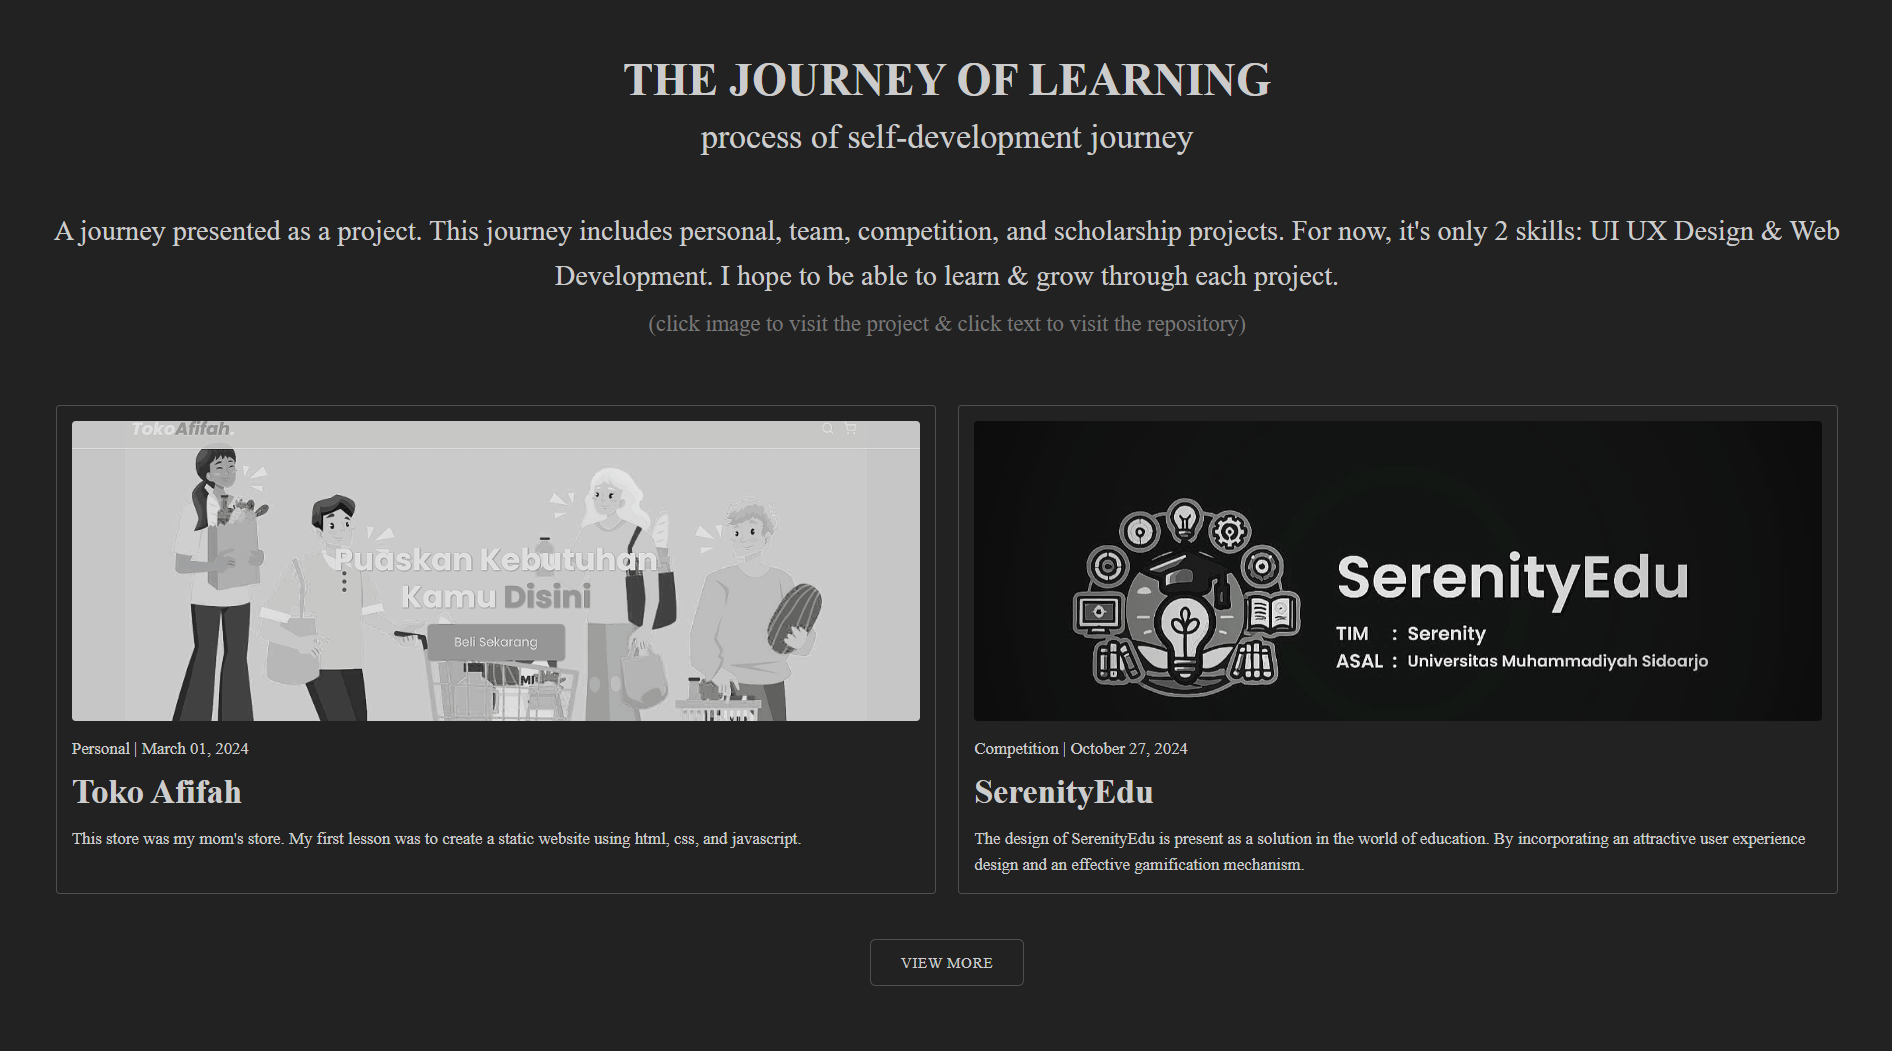 THE JOURNEY OF LEARNING
process of self-development journey
A journey presented as a project. This journey includes personal, team, competition, and scholarship projects. For now, it's only 2 skills: UI UX Design & Web
Development. I hope to be able to learn & grow through each project.
(click image to visit the project & click text to visit the repository)
TokoAfifah.
Puaskan Kebutuhan
Kamu Disini
Beli Sekarang
Personal | March 01, 2024
Toko Afifah
This store was my mom's store. My first lesson was to create a static website using html, css, and javascript.
SerenityEdu
TIM : Serenity
ASAL : Universitas Muhammadiyah Sidoarjo
Competition | October 27, 2024
SerenityEdu
The design of SerenityEdu is present as a solution in the world of education. By incorporating an attractive user experience
design and an effective gamification mechanism.
VIEW MORE